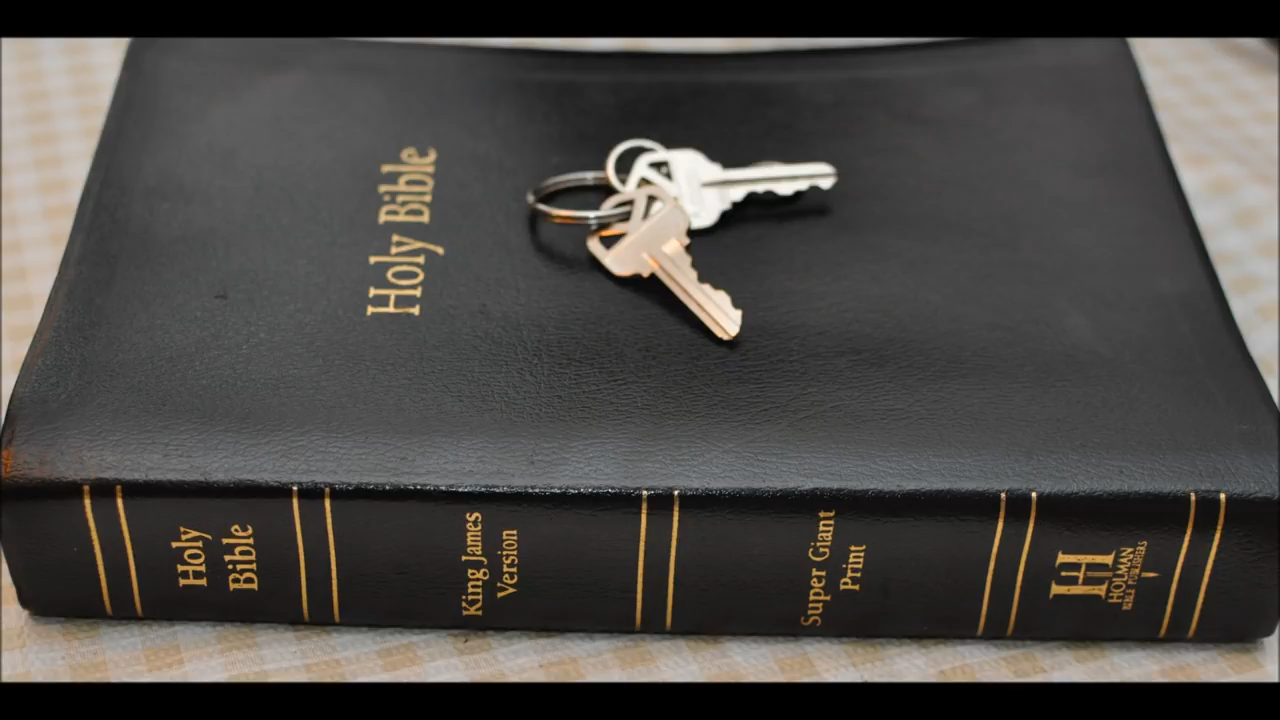 Holy Bible
Holy
Bible
King James
Version
Super Giant
Print
H
HOLMAN
BIBLE PUBLISHERS